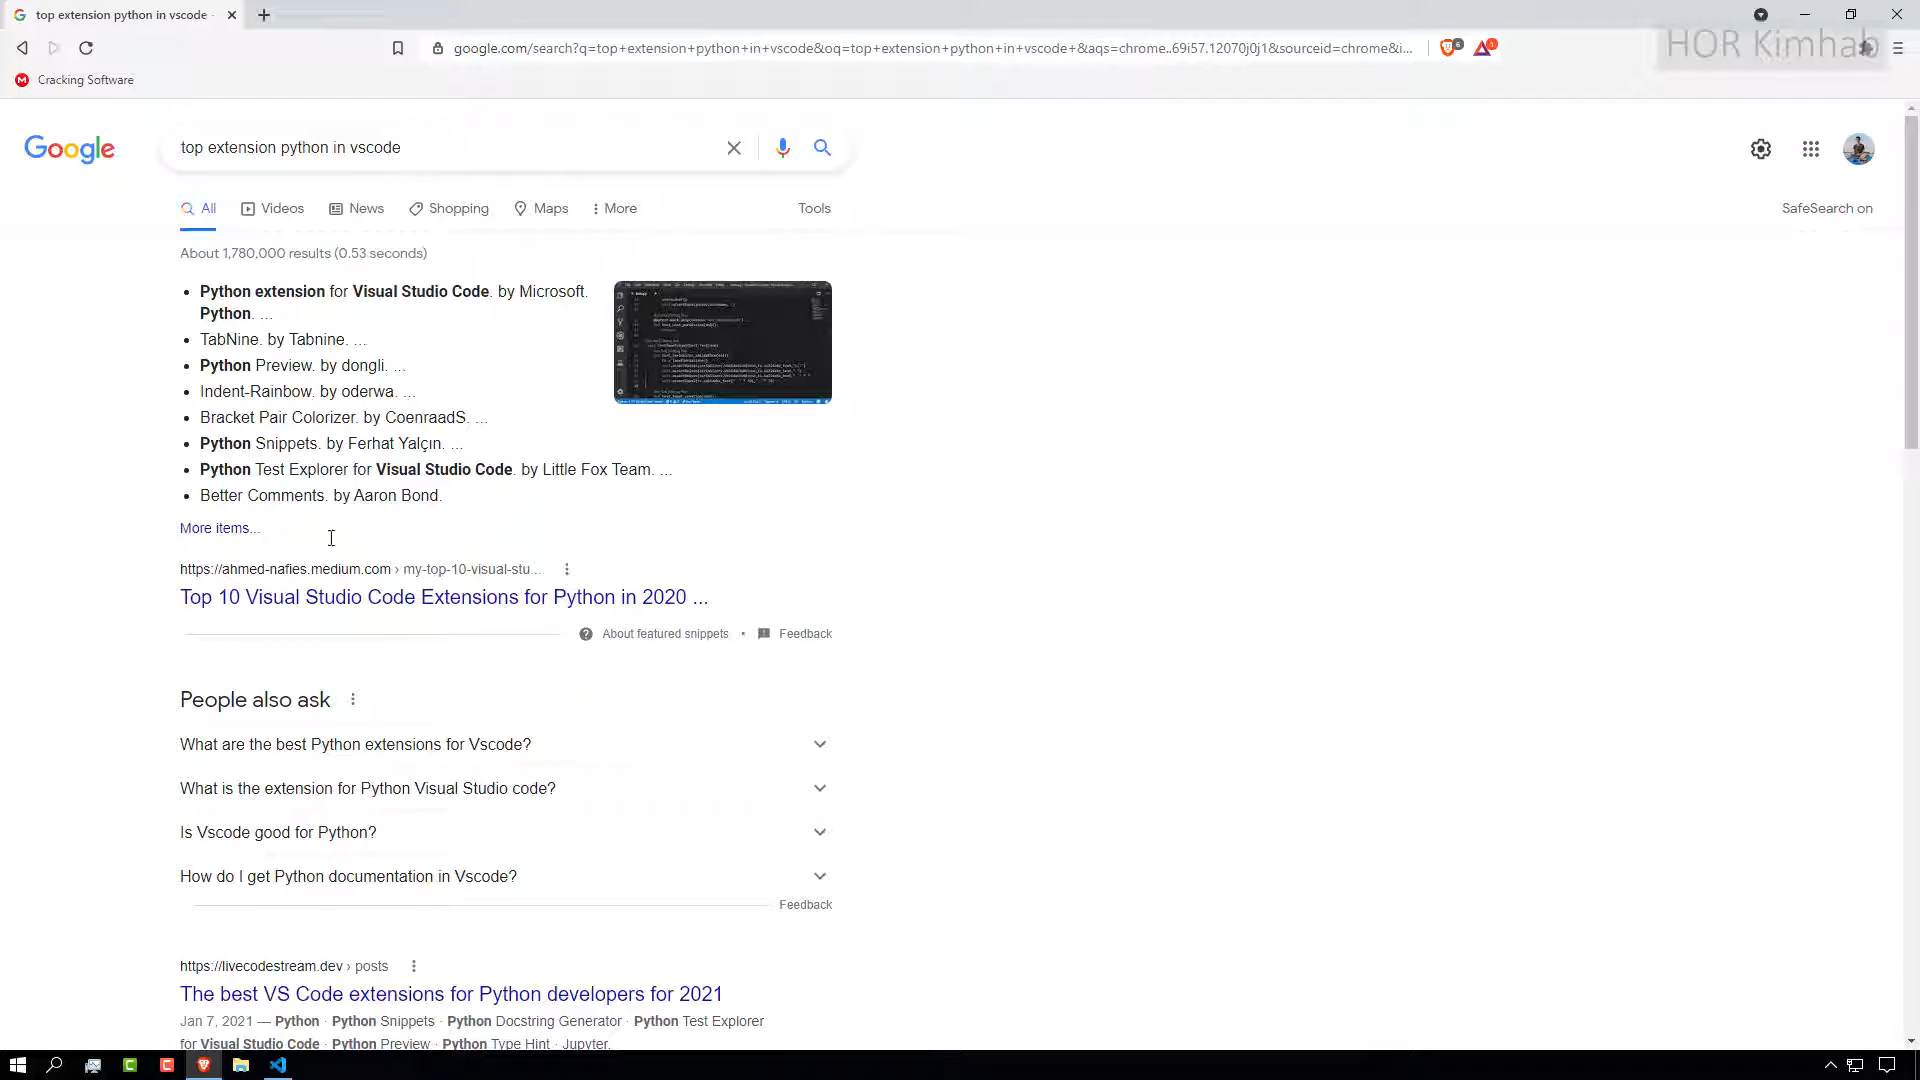 top extension python in vscode
HOR Kimhab
google.com/search?q=top+extension+python+in+vscode&oq=top+extension+python+in+vscode+&aqs=chrome..69i57.12070j0j1&sourceid=chrome&i...
6
1
Cracking Software
Google
top extension python in vscode
All Videos News Shopping Maps More Tools SafeSearch on
About 1,780,000 results (0.53 seconds)
• Python extension for Visual Studio Code. by Microsoft.
Python. ...
• TabNine. by Tabnine. ...
• Python Preview. by dongli. ...
• Indent-Rainbow. by oderwa. ...
• Bracket Pair Colorizer. by CoenraadS. ...
• Python Snippets. by Ferhat Yalçın. ...
• Python Test Explorer for Visual Studio Code. by Little Fox Team. ...
• Better Comments. by Aaron Bond.
More items...
https://ahmed-nafies.medium.com › my-top-10-visual-stu...
Top 10 Visual Studio Code Extensions for Python in 2020 ...
About featured snippets • Feedback
People also ask
What are the best Python extensions for Vscode?
What is the extension for Python Visual Studio code?
Is Vscode good for Python?
How do I get Python documentation in Vscode?
Feedback
https://livecodestream.dev › posts
The best VS Code extensions for Python developers for 2021
Jan 7, 2021 — Python · Python Snippets · Python Docstring Generator · Python Test Explorer
for Visual Studio Code · Python Preview · Python Type Hint · Jupyter.